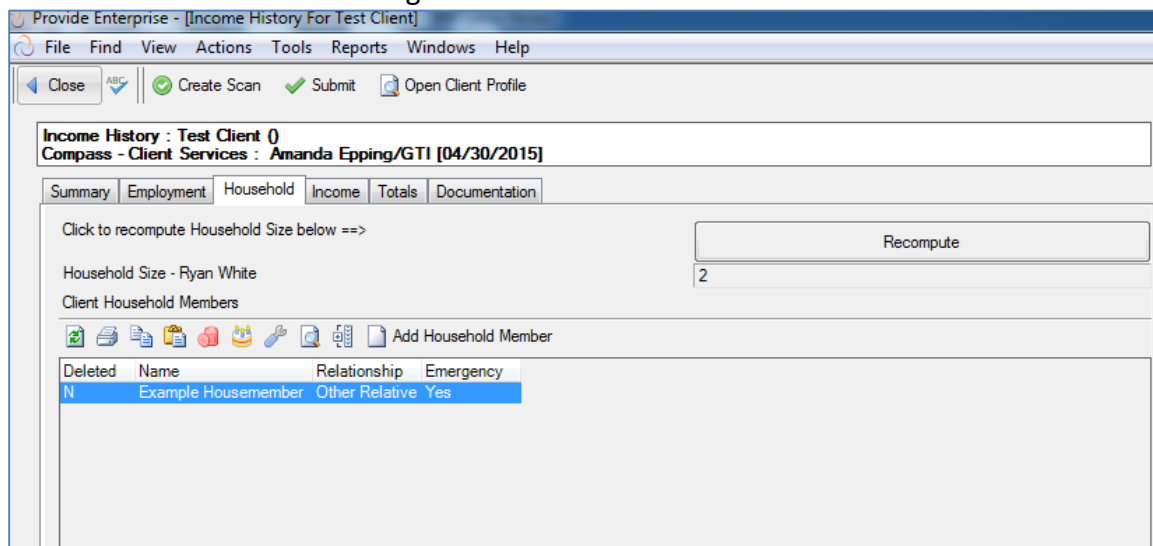 Provide Enterprise - [Income History For Test Client]
File Find View Actions Tools Reports Windows Help
Close ABC Create Scan Submit Open Client Profile
Income History : Test Client ()
Compass - Client Services : Amanda Epping/GTI [04/30/2015]
Summary Employment Household Income Totals Documentation
Click to recompute Household Size below ==> Recompute
Household Size - Ryan White 2
Client Household Members
Add Household Member
Deleted Name Relationship Emergency
N Example Housemember Other Relative Yes